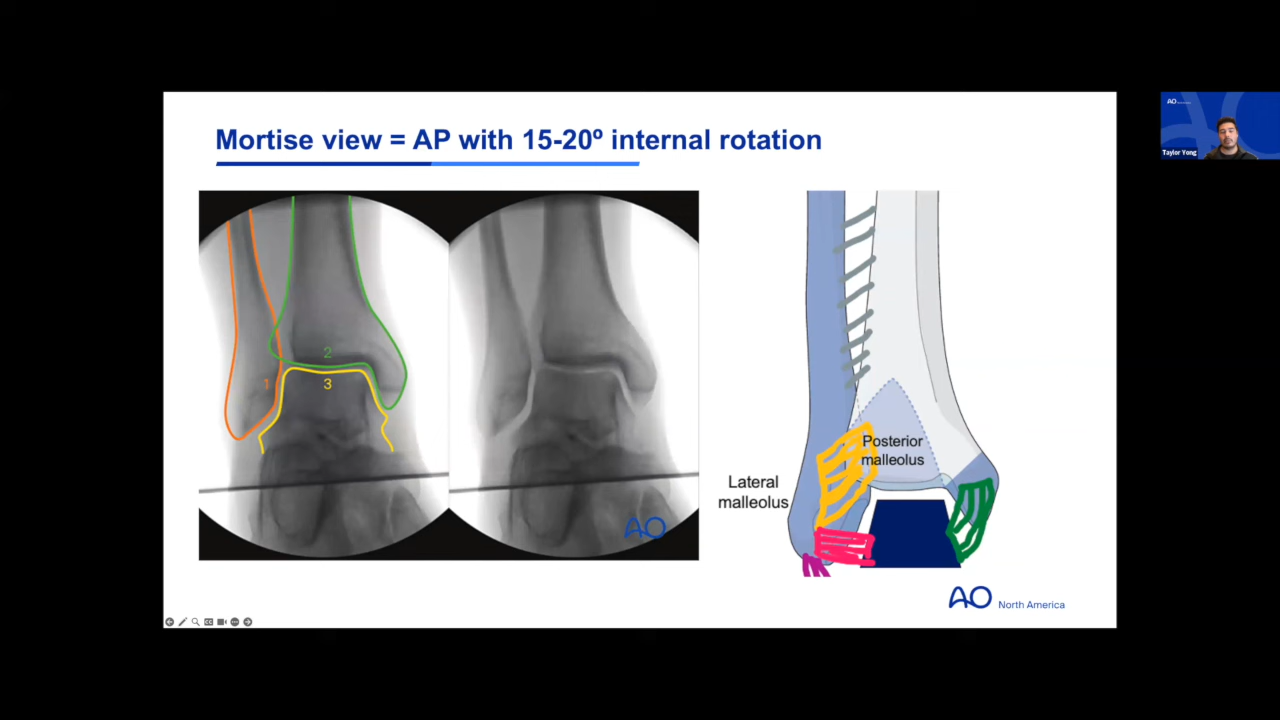 Mortise view = AP with 15-20º internal rotation
1
2
3
AO
Posterior
malleolus
Lateral
malleolus
AO North America
AO
Taylor Yong